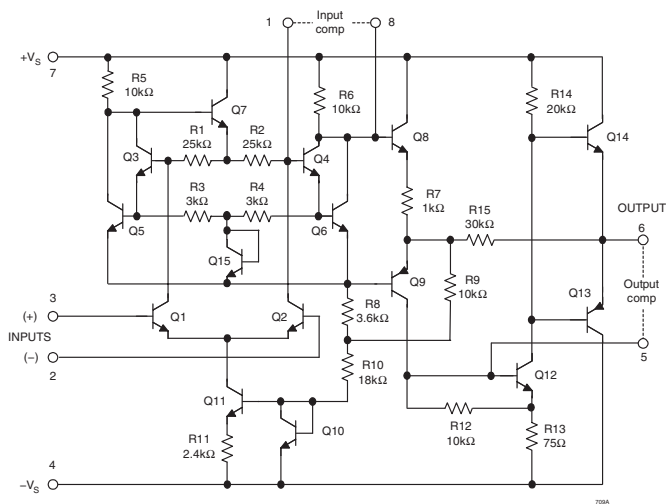 1
Input
comp
8
+VS
7
R5
10kΩ
Q7
R6
10kΩ
R14
20kΩ
R1
25kΩ
R2
25kΩ
Q3
Q4
Q8
Q14
R3
3kΩ
R4
3kΩ
R7
1kΩ
R15
30kΩ
OUTPUT
6
Q5
Q6
Q15
Q9
R9
10kΩ
Output
comp
Q13
3
(+)
INPUTS
(−)
2
Q1
Q2
R8
3.6kΩ
R10
18kΩ
5
Q12
Q11
R11
2.4kΩ
Q10
R12
10kΩ
R13
75Ω
4
−VS
709A